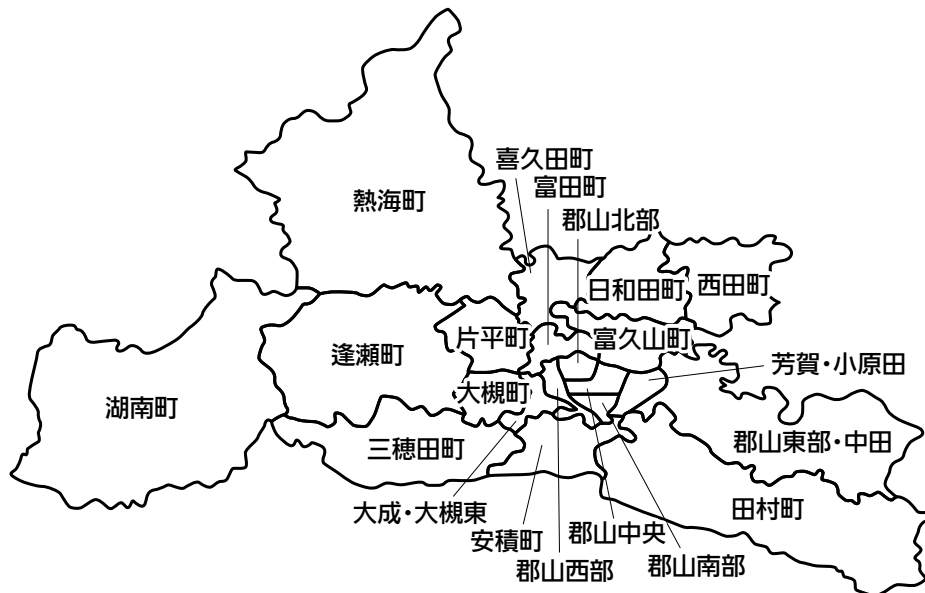 喜久田町
富田町
熱海町
郡山北部
日和田町
西田町
片平町
富久山町
逢瀬町
芳賀・小原田
大槻町
湖南町
郡山東部・中田
三穂田町
田村町
大成・大槻東
安積町
郡山中央
郡山西部
郡山南部